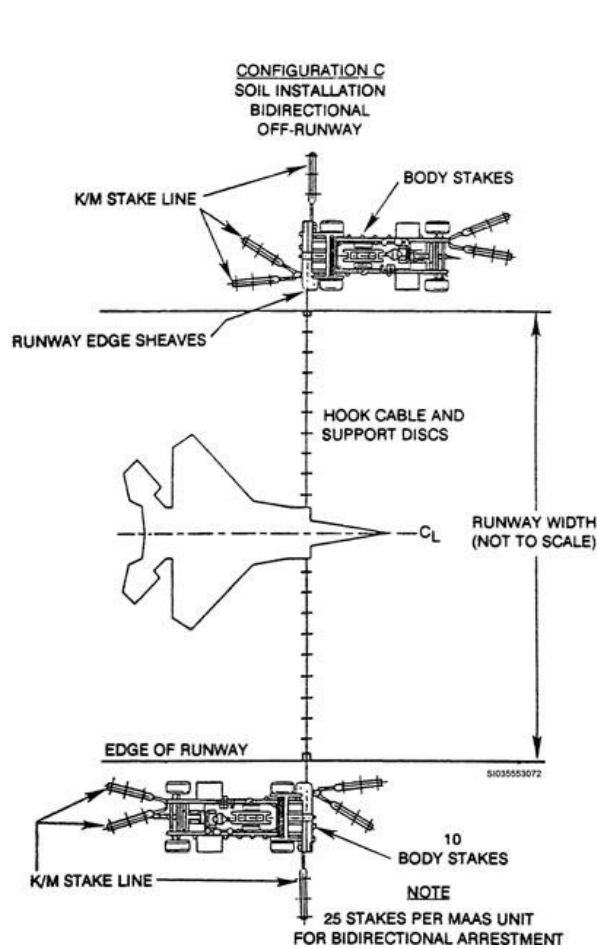 CONFIGURATION C
SOIL INSTALLATION
BIDIRECTIONAL
OFF-RUNWAY
K/M STAKE LINE
BODY STAKES
RUNWAY EDGE SHEAVES
HOOK CABLE AND
SUPPORT DISCS
CL
RUNWAY WIDTH
(NOT TO SCALE)
EDGE OF RUNWAY
SI035553072
10
BODY STAKES
K/M STAKE LINE
NOTE
25 STAKES PER MAAS UNIT
FOR BIDIRECTIONAL ARRESTMENT